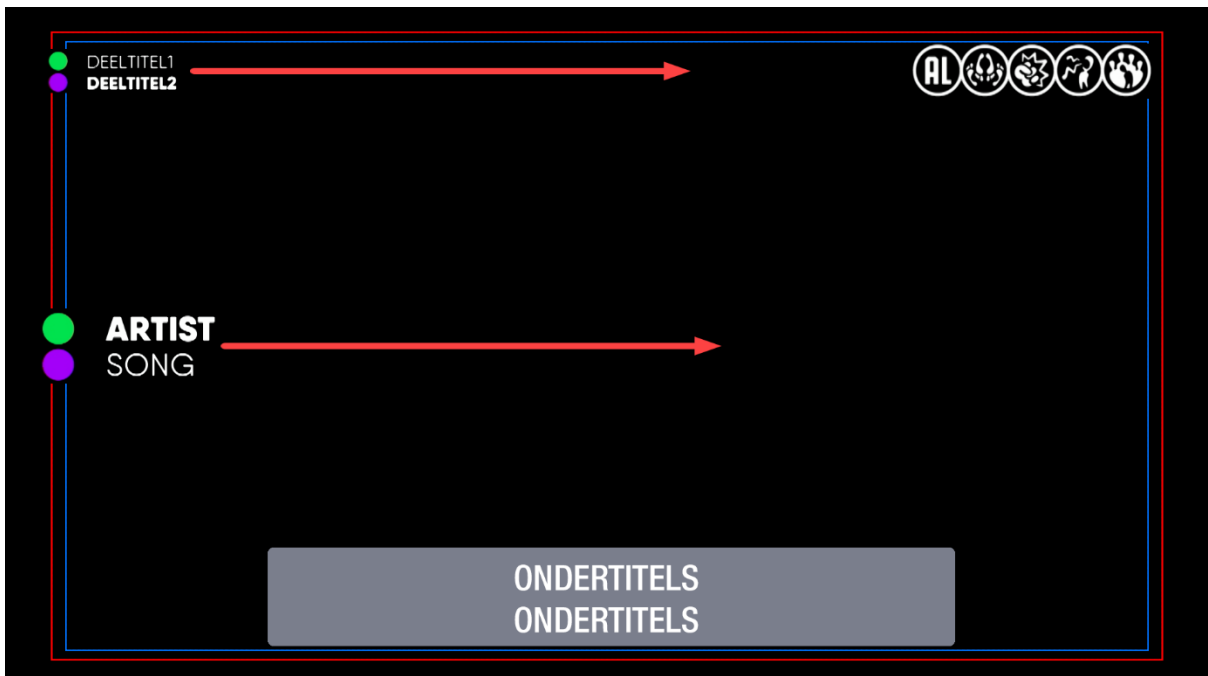 DEELTITEL1
DEELTITEL2
AL
ARTIST
SONG
ONDERTITELS
ONDERTITELS